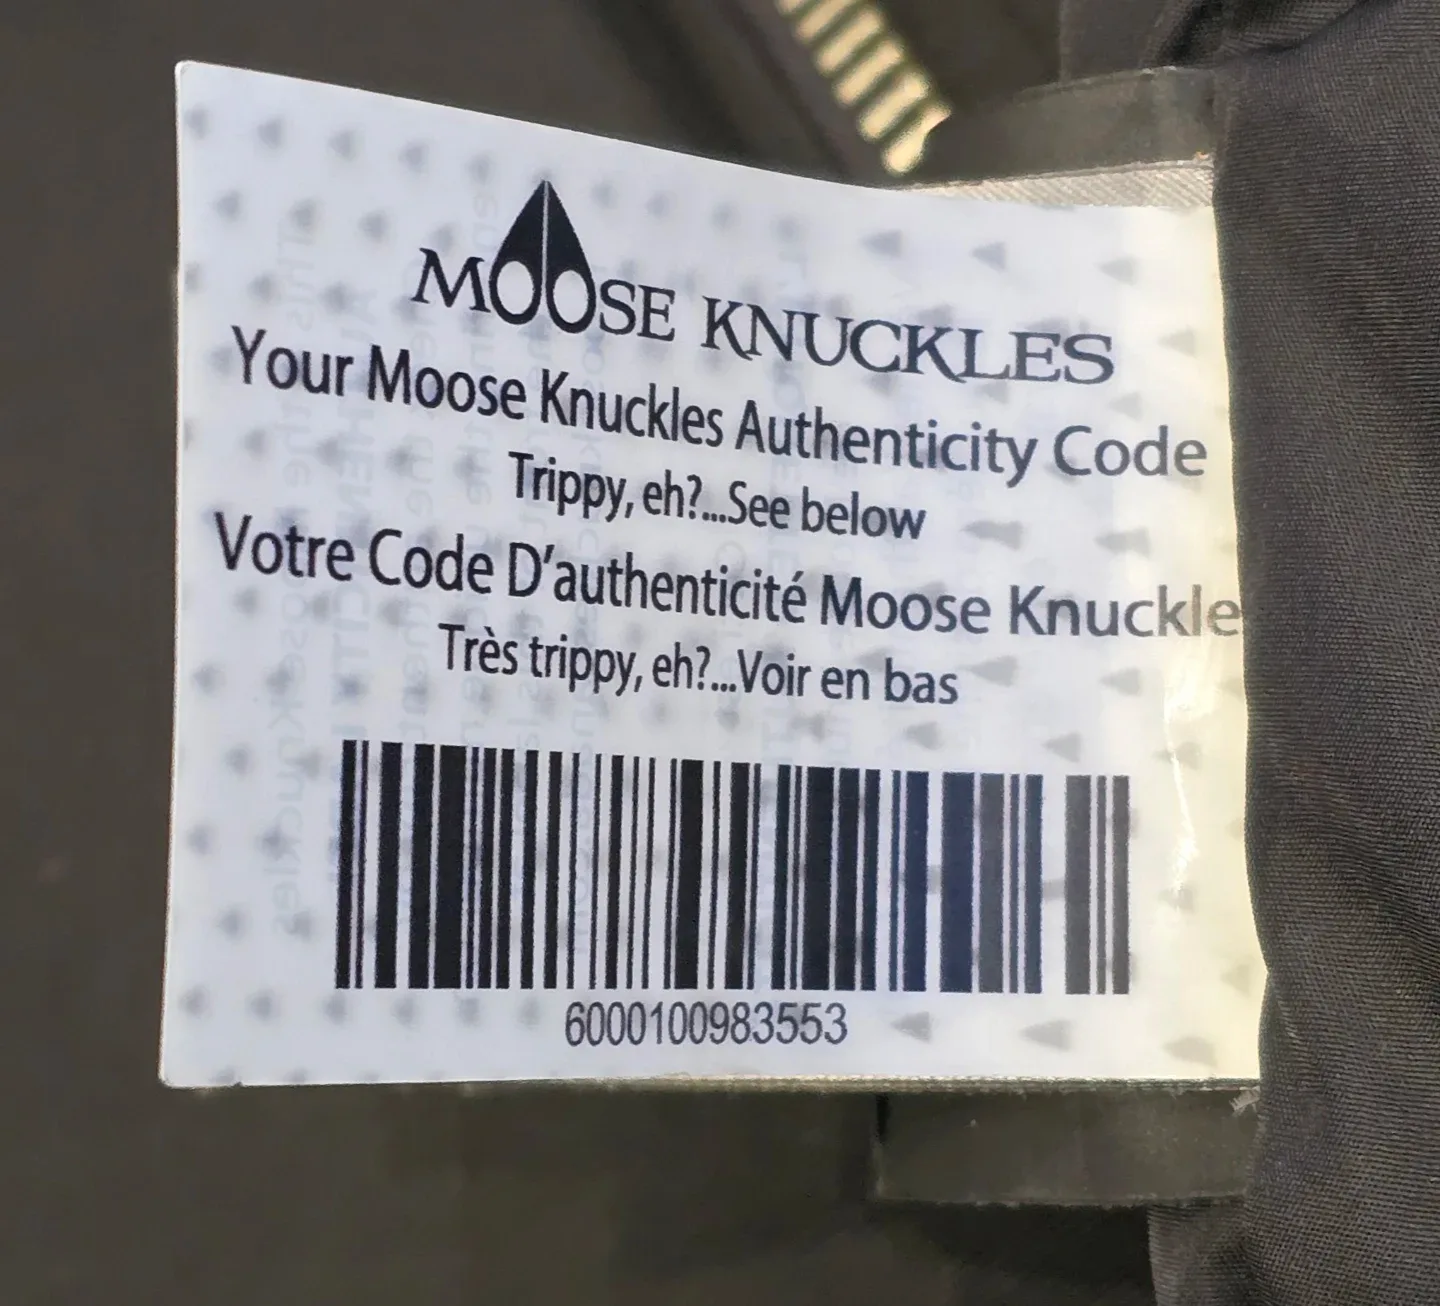 MOOSE KNUCKLES
Your Moose Knuckles Authenticity Code
Trippy, eh?...See below
Votre Code D'authenticité Moose Knuckle
Très trippy, eh?...Voir en bas
6000100983553